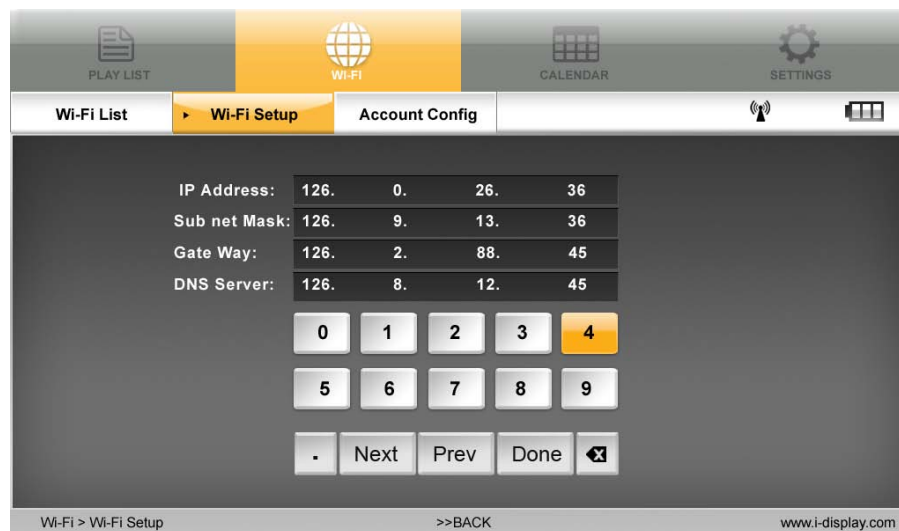 PLAY LIST WI-FI CALENDAR SETTINGS
Wi-Fi List Wi-Fi Setup Account Config
IP Address: 126. 0. 26. 36
Sub net Mask: 126. 9. 13. 36
Gate Way: 126. 2. 88. 45
DNS Server: 126. 8. 12. 45
0 1 2 3 4
5 6 7 8 9
. Next Prev Done
Wi-Fi > Wi-Fi Setup >>BACK www.i-display.com